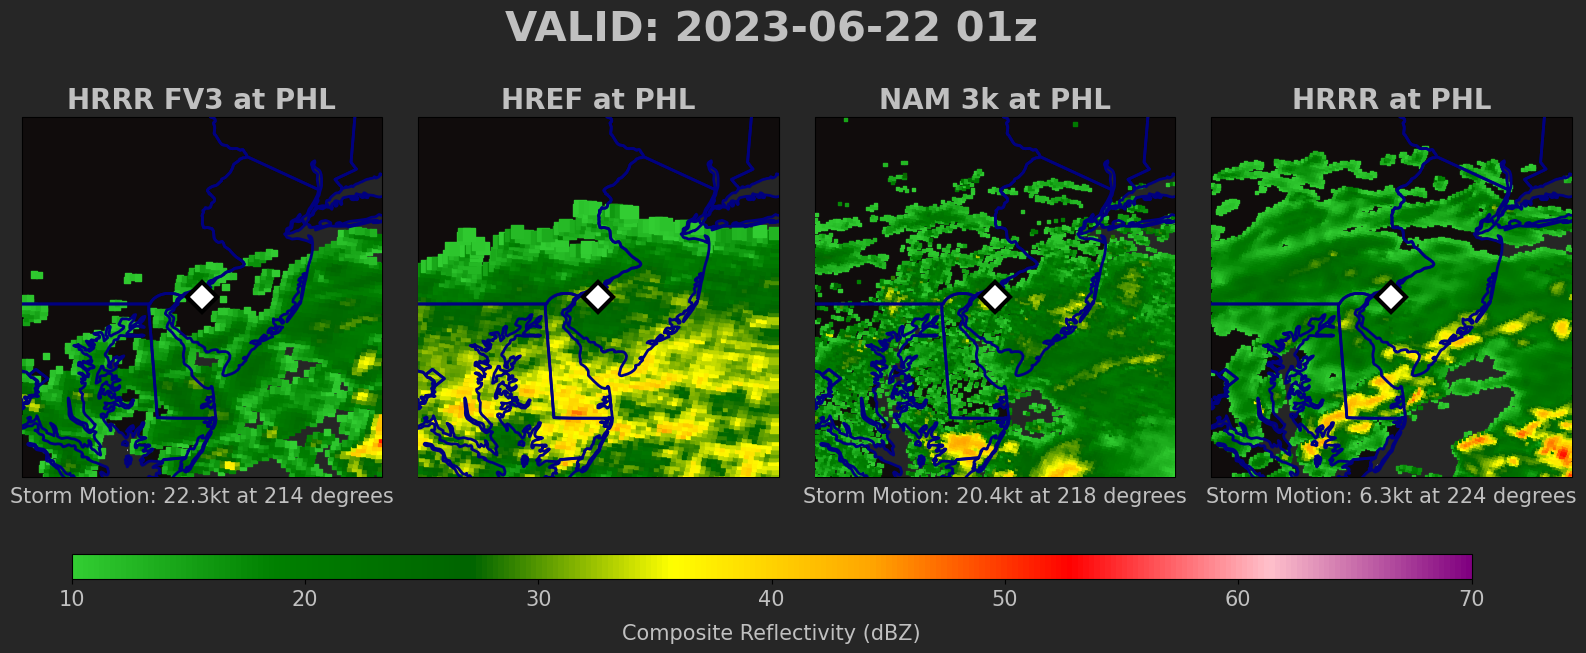 VALID: 2023-06-22 01z
HRRR FV3 at PHL
HREF at PHL
NAM 3k at PHL
HRRR at PHL
Storm Motion: 22.3kt at 214 degrees
Storm Motion: 20.4kt at 218 degrees
Storm Motion: 6.3kt at 224 degrees
10 20 30 40 50 60 70
Composite Reflectivity (dBZ)